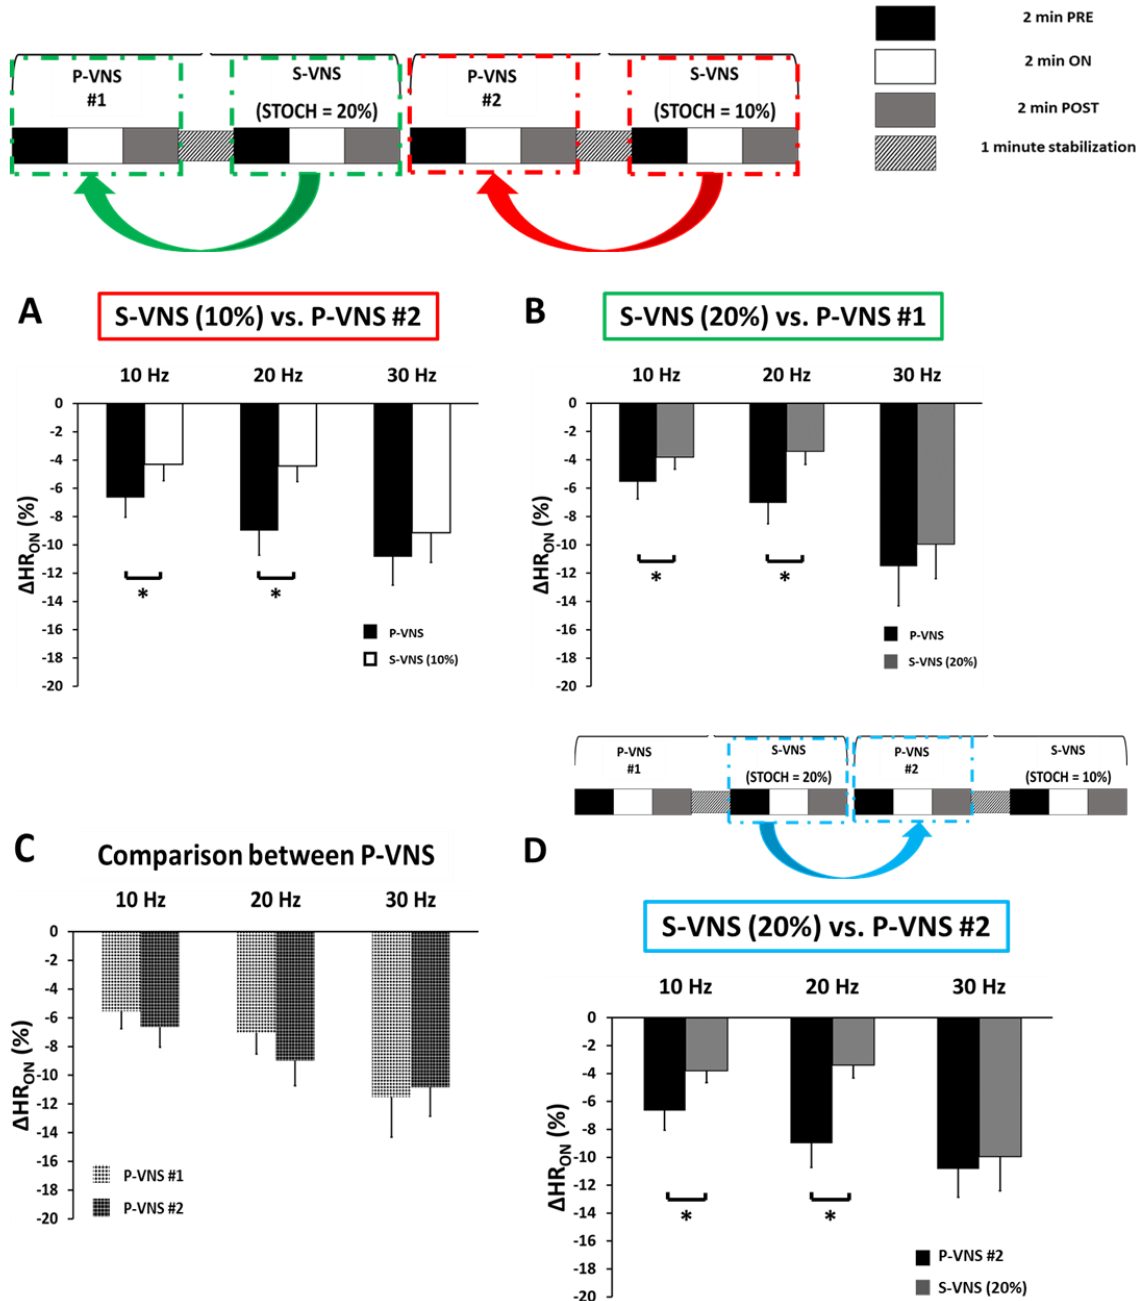 P-VNS
#1
S-VNS
(STOCH = 20%)
P-VNS
#2
S-VNS
(STOCH = 10%)
2 min PRE
2 min ON
2 min POST
1 minute stabilization
A
S-VNS (10%) vs. P-VNS #2
10 Hz 20 Hz 30 Hz
0
-2
-4
-6
-8
-10
-12
-14
-16
-18
-20
ΔHR_ON (%)
*
*
P-VNS
S-VNS (10%)
B
S-VNS (20%) vs. P-VNS #1
10 Hz 20 Hz 30 Hz
0
-2
-4
-6
-8
-10
-12
-14
-16
-18
-20
ΔHR_ON (%)
*
*
P-VNS
S-VNS (20%)
P-VNS
#1
S-VNS
(STOCH = 20%)
P-VNS
#2
S-VNS
(STOCH = 10%)
C
Comparison between P-VNS
10 Hz 20 Hz 30 Hz
0
-2
-4
-6
-8
-10
-12
-14
-16
-18
-20
ΔHR_ON (%)
P-VNS #1
P-VNS #2
D
S-VNS (20%) vs. P-VNS #2
10 Hz 20 Hz 30 Hz
0
-2
-4
-6
-8
-10
-12
-14
-16
-18
-20
ΔHR_ON (%)
*
*
P-VNS #2
S-VNS (20%)